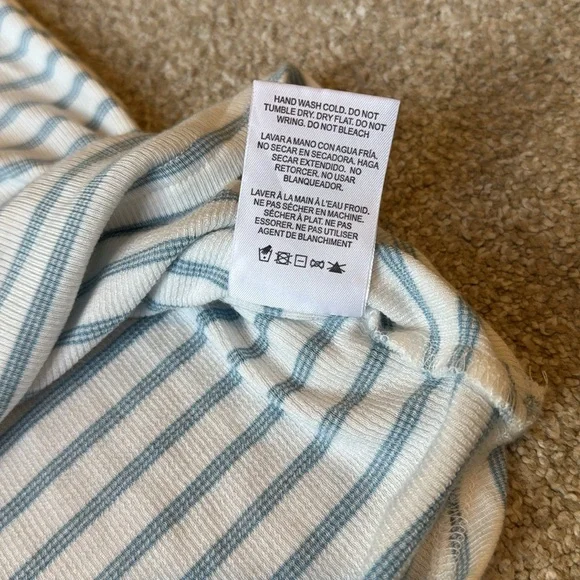 HAND WASH COLD. DO NOT
TUMBLE DRY. DRY FLAT. DO NOT
WRING. DO NOT BLEACH
LAVAR A MANO CON AGUA FRÍA.
NO SECAR EN SECADORA. HAGA
SECAR EXTENDIDO. NO
RETORCER. NO USAR
BLANQUEADOR.
LAVER À LA MAIN À L'EAU FROID.
NE PAS SÉCHER EN MACHINE.
SÉCHER À PLAT. NE PAS
ESSORER. NE PAS UTILISER
AGENT DE BLANCHIMENT